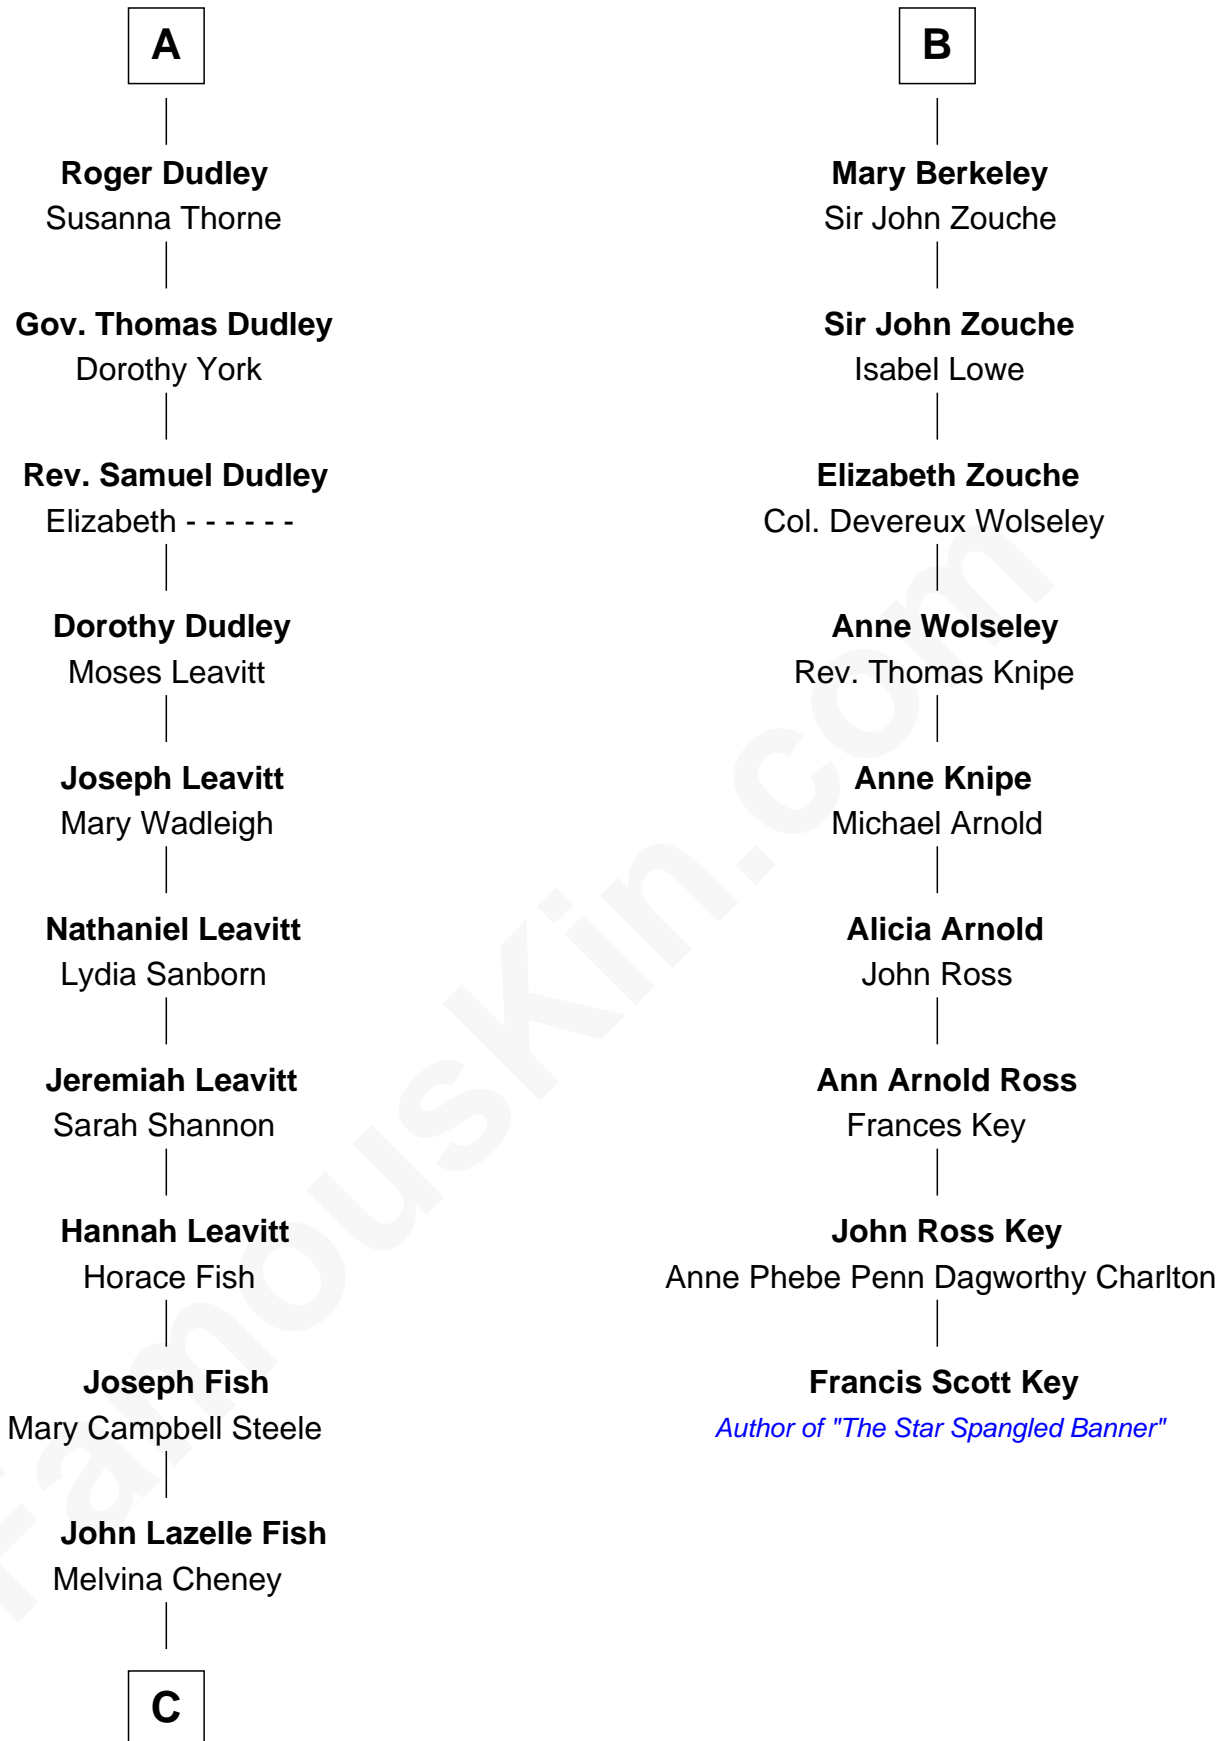 A
Roger Dudley
Susanna Thorne
Gov. Thomas Dudley
Dorothy York
Rev. Samuel Dudley
Elizabeth - - - - - -
Dorothy Dudley
Moses Leavitt
Joseph Leavitt
Mary Wadleigh
Nathaniel Leavitt
Lydia Sanborn
Jeremiah Leavitt
Sarah Shannon
Hannah Leavitt
Horace Fish
Joseph Fish
Mary Campbell Steele
John Lazelle Fish
Melvina Cheney
C
B
Mary Berkeley
Sir John Zouche
Sir John Zouche
Isabel Lowe
Elizabeth Zouche
Col. Devereux Wolseley
Anne Wolseley
Rev. Thomas Knipe
Anne Knipe
Michael Arnold
Alicia Arnold
John Ross
Ann Arnold Ross
Frances Key
John Ross Key
Anne Phebe Penn Dagworthy Charlton
Francis Scott Key
Author of "The Star Spangled Banner"
FamousKin.com